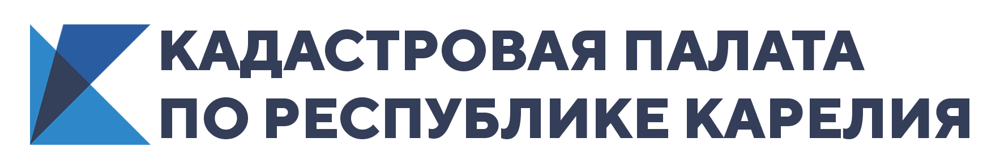 КАДАСТРОВАЯ ПАЛАТА
ПО РЕСПУБЛИКЕ КАРЕЛИЯ